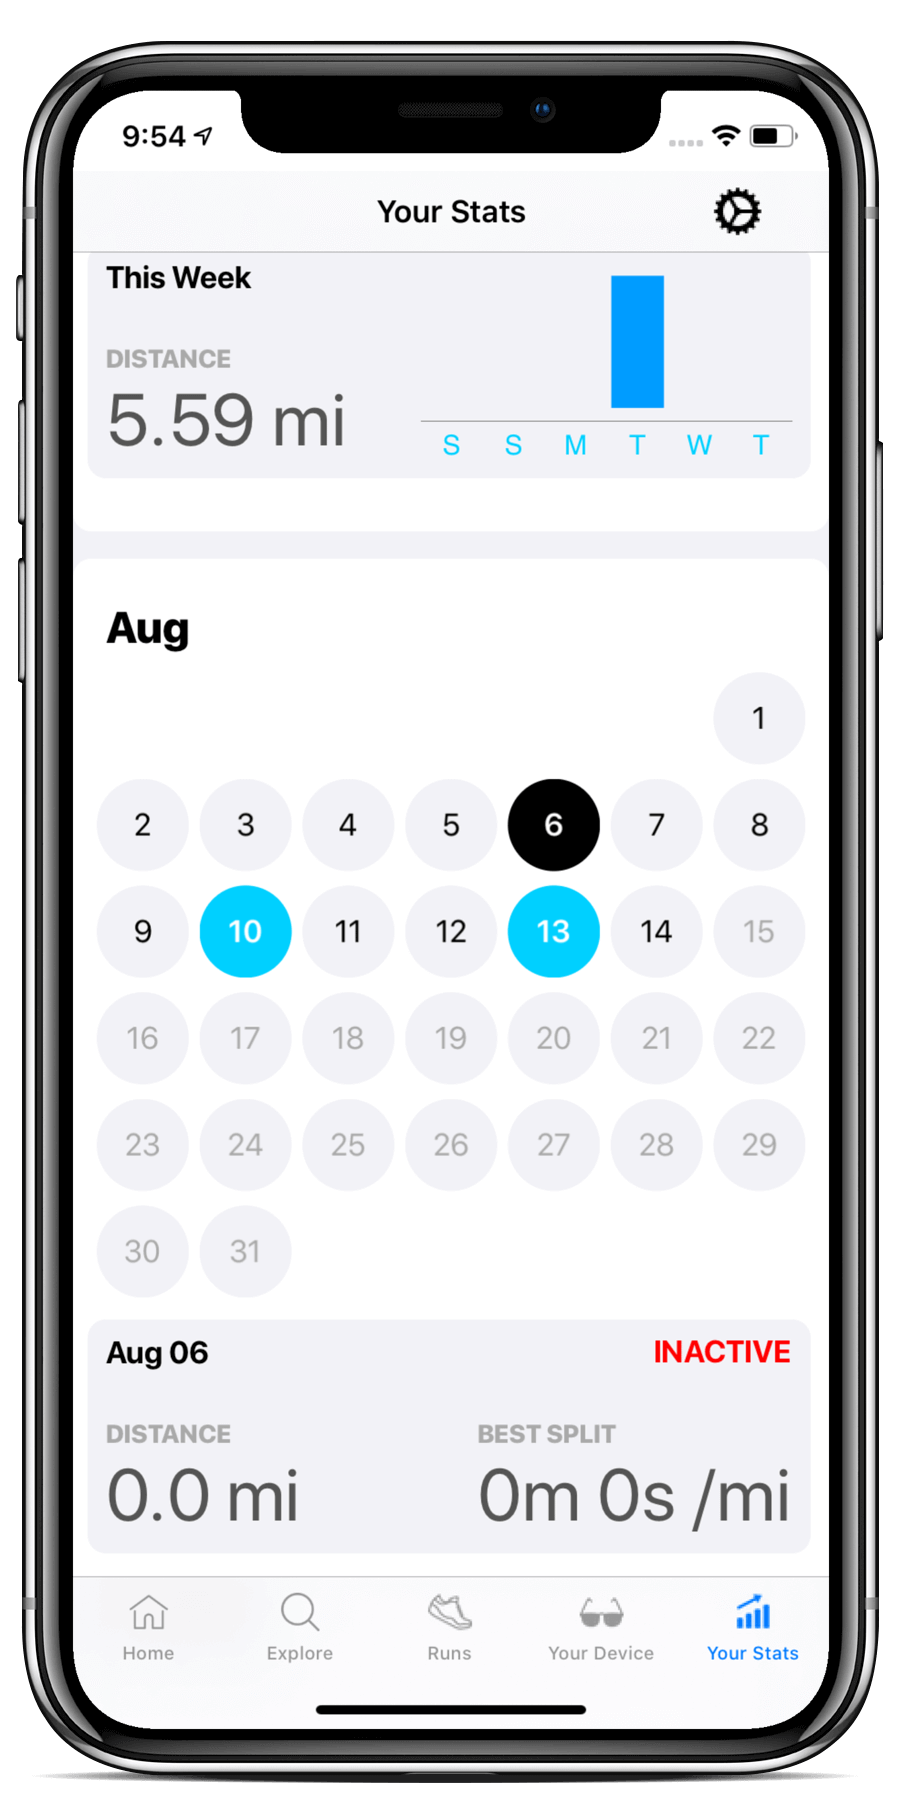 9:54
Your Stats
This Week
DISTANCE
5.59 mi
S S M T W T
Aug
1
2 3 4 5 6 7 8
9 10 11 12 13 14 15
16 17 18 19 20 21 22
23 24 25 26 27 28 29
30 31
Aug 06 INACTIVE
DISTANCE BEST SPLIT
0.0 mi 0m 0s /mi
Home Explore Runs Your Device Your Stats